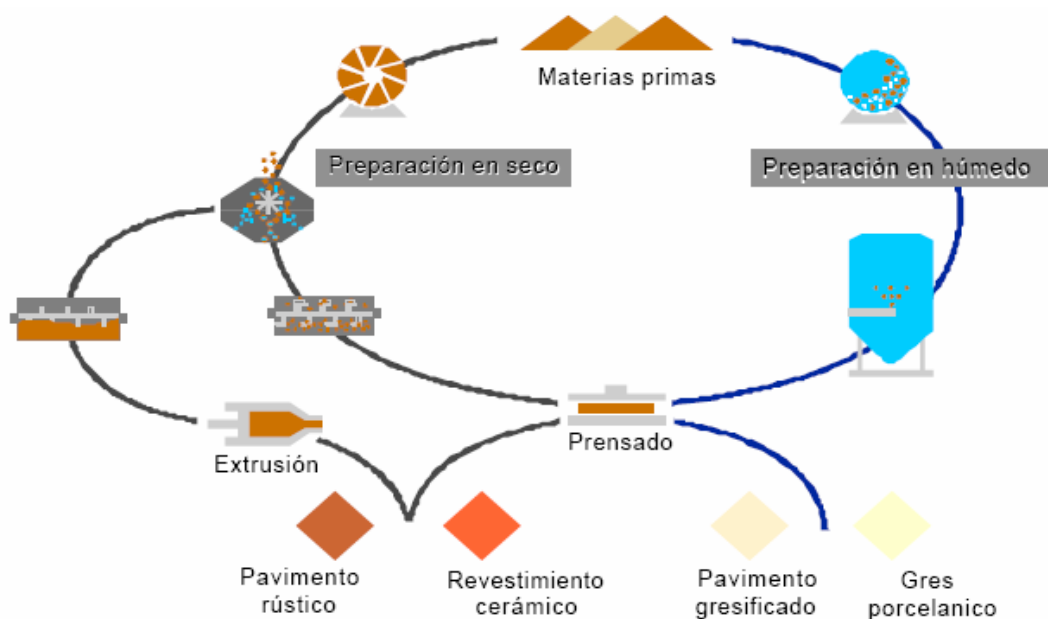 Materias primas
Preparación en seco
Preparación en húmedo
Extrusión
Prensado
Pavimento
rústico
Revestimiento
cerámico
Pavimento
gresificado
Gres
porcelanico